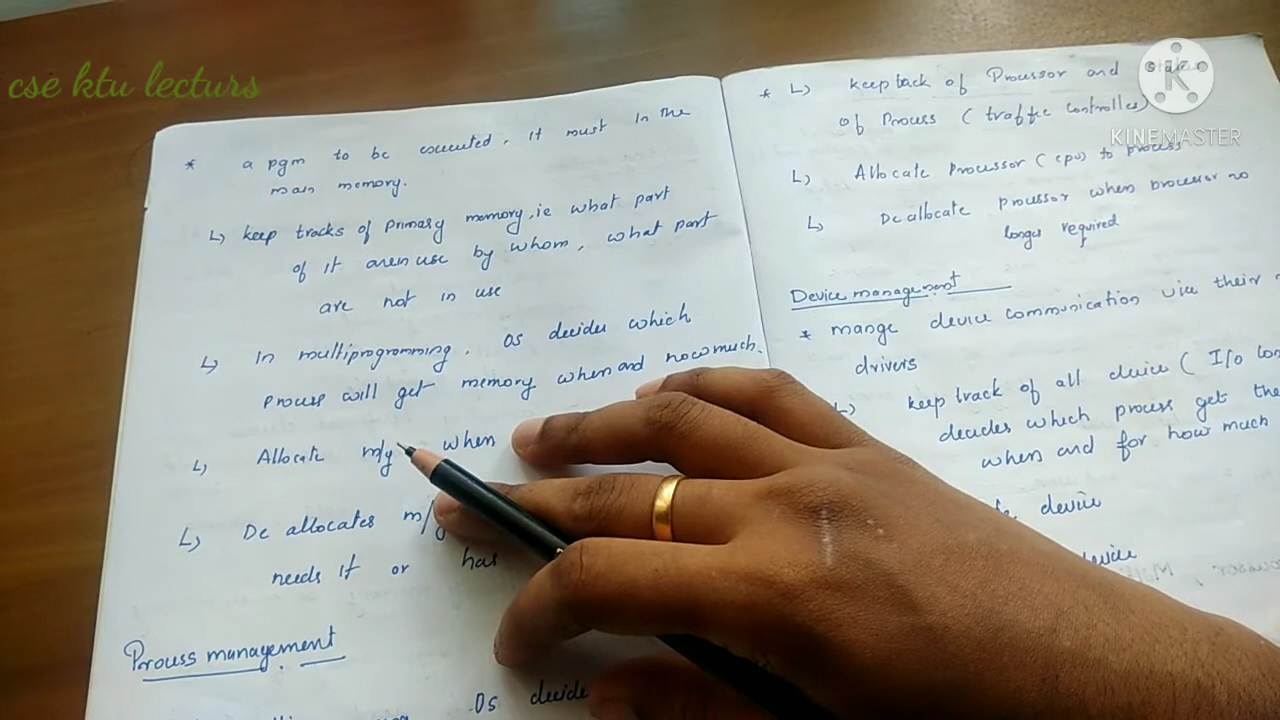 cse ktu lecturs
KINEMASTER
* a pgm to be executed, it must in the
main memory.
↳ keep tracks of primary memory, ie what part
of it are in use by whom, what part
are not in use
↳ In multiprogramming, OS decides which
process will get memory when and how much.
↳ Allocate m/y when
↳ De allocates m/y
needs it or has
Process management
OS decide
* ↳ keep tack of Processor and
of Process (traffic controller)
↳ Allocate Processor (cpu) to process
↳ De allocate processor when processor no
longer required
Device management
* mange device communication via their
drivers
↳ keep track of all device (I/o
decides which process get the
when and for how much
device
device